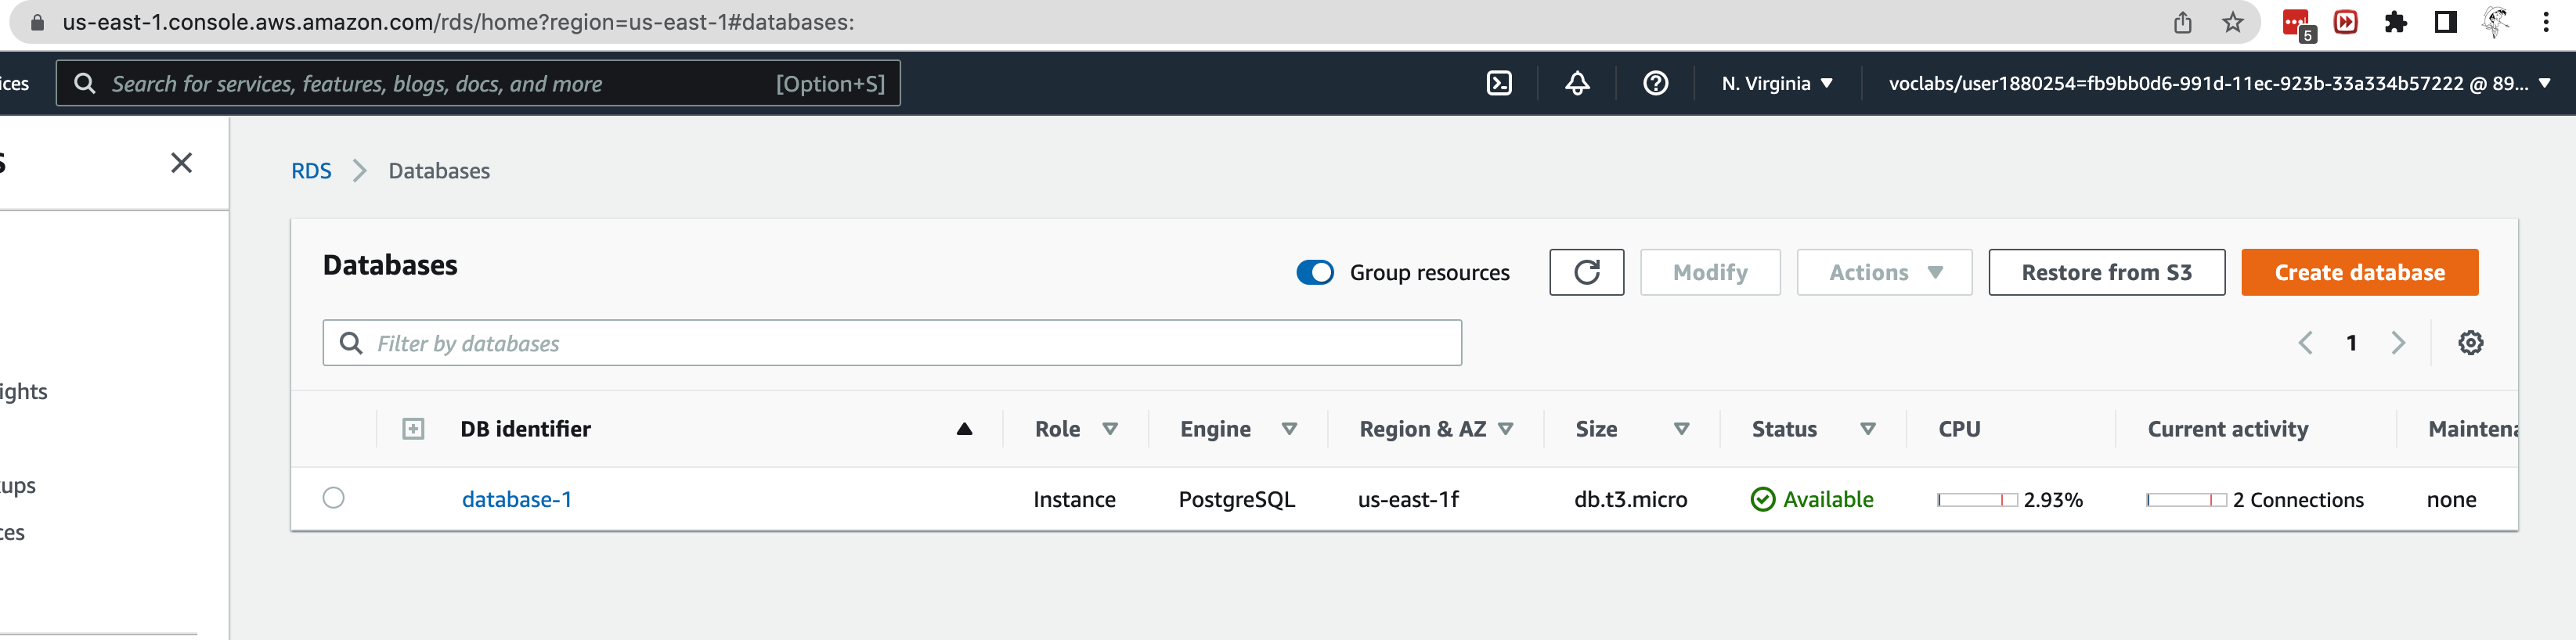 us-east-1.console.aws.amazon.com/rds/home?region=us-east-1#databases:
5
ices
Search for services, features, blogs, docs, and more [Option+S]
N. Virginia
voclabs/user1880254=fb9bb0d6-991d-11ec-923b-33a334b57222 @ 89...
s
RDS Databases
Databases
Group resources
Modify
Actions
Restore from S3
Create database
Filter by databases
1
ights
DB identifier Role Engine Region & AZ Size Status CPU Current activity Maintena
database-1 Instance PostgreSQL us-east-1f db.t3.micro Available 2.93% 2 Connections none
ups
ces